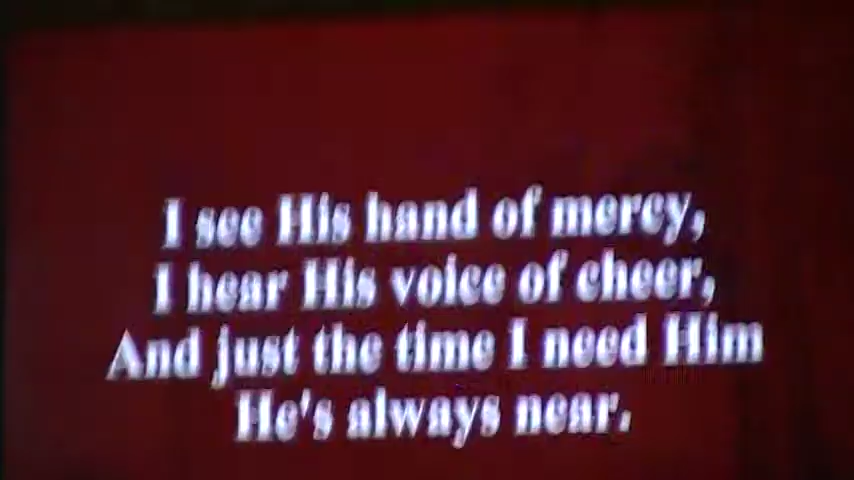 I see His hand of mercy,
I hear His voice of cheer,
And just the time I need Him
He's always near.